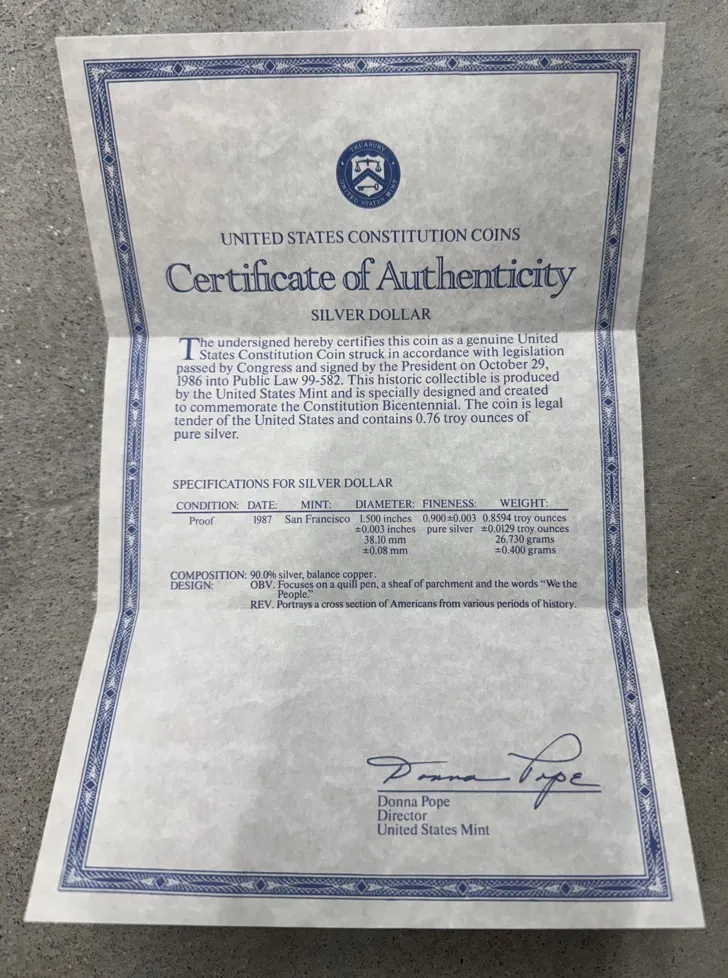 TREASURY
UNITED STATES MINT
UNITED STATES CONSTITUTION COINS
Certificate of Authenticity
SILVER DOLLAR
The undersigned hereby certifies this coin as a genuine United
States Constitution Coin struck in accordance with legislation
passed by Congress and signed by the President on October 29,
1986 into Public Law 99-582. This historic collectible is produced
by the United States Mint and is specially designed and created
to commemorate the Constitution Bicentennial. The coin is legal
tender of the United States and contains 0.76 troy ounces of
pure silver.
SPECIFICATIONS FOR SILVER DOLLAR
CONDITION: DATE: MINT: DIAMETER: FINENESS: WEIGHT:
Proof 1987 San Francisco 1.500 inches 0.900±0.003 0.8594 troy ounces
±0.003 inches pure silver ±0.0129 troy ounces
38.10 mm 26.730 grams
±0.08 mm ±0.400 grams
COMPOSITION: 90.0% silver, balance copper.
DESIGN: OBV. Focuses on a quill pen, a sheaf of parchment and the words “We the
People.”
REV. Portrays a cross section of Americans from various periods of history.
Donna Pope
Donna Pope
Director
United States Mint